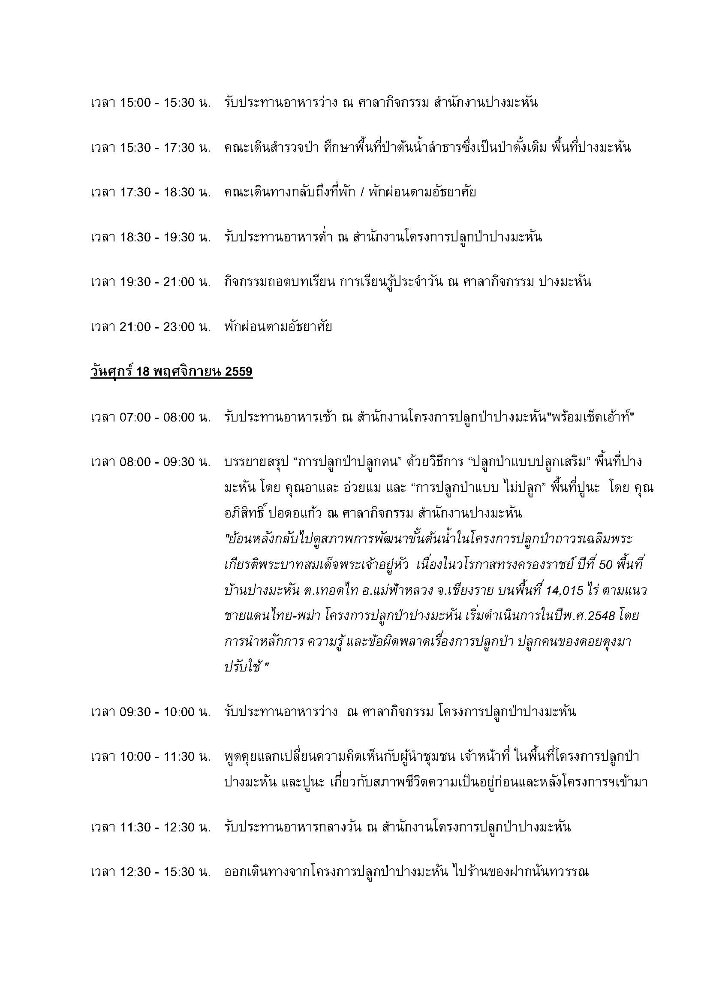 เวลา 15:00 - 15:30 น. รับประทานอาหารว่าง ณ ศาลากิจกรรม สำนักงานปางมะหัน
เวลา 15:30 - 17:30 น. คณะเดินสำรวจป่า ศึกษาพื้นที่ป่าต้นน้ำลำธารซึ่งเป็นป่าดั้งเดิม พื้นที่ปางมะหัน
เวลา 17:30 - 18:30 น. คณะเดินทางกลับถึงที่พัก / พักผ่อนตามอัธยาศัย
เวลา 18:30 - 19:30 น. รับประทานอาหารค่ำ ณ สำนักงานโครงการปลูกป่าปางมะหัน
เวลา 19:30 - 21:00 น. กิจกรรมถอดบทเรียน การเรียนรู้ประจำวัน ณ ศาลากิจกรรม ปางมะหัน
เวลา 21:00 - 23:00 น. พักผ่อนตามอัธยาศัย
วันศุกร์ 18 พฤศจิกายน 2559
เวลา 07:00 - 08:00 น. รับประทานอาหารเช้า ณ สำนักงานโครงการปลูกป่าปางมะหัน"พร้อมเช็คเอ้าท์"
เวลา 08:00 - 09:30 น. บรรยายสรุป “การปลูกป่าปลูกคน” ด้วยวิธีการ “ปลูกป่าแบบปลูกเสริม” พื้นที่ปาง
มะหัน โดย คุณอาและ อ่วยแม และ “การปลูกป่าแบบ ไม่ปลูก” พื้นที่ปูนะ  โดย คุณ
อภิสิทธิ์ ปอตอแก้ว ณ ศาลากิจกรรม สำนักงานปางมะหัน
"ย้อนหลังกลับไปดูสภาพการพัฒนาขั้นต้นน้ำในโครงการปลูกป่าถาวรเฉลิมพระ
เกียรติพระบาทสมเด็จพระเจ้าอยู่หัว  เนื่องในวโรกาสทรงครองราชย์ ปีที่ 50 พื้นที่
บ้านปางมะหัน ต.เทอดไท อ.แม่ฟ้าหลวง จ.เชียงราย บนพื้นที่ 14,015 ไร่ ตามแนว
ชายแดนไทย-พม่า โครงการปลูกป่าปางมะหัน เริ่มดำเนินการในปีพ.ศ.2548 โดย
การนำหลักการ ความรู้ และข้อผิดพลาดเรื่องการปลูกป่า ปลูกคนของดอยตุงมา
ปรับใช้ "
เวลา 09:30 - 10:00 น. รับประทานอาหารว่าง  ณ ศาลากิจกรรม โครงการปลูกป่าปางมะหัน
เวลา 10:00 - 11:30 น. พูดคุยแลกเปลี่ยนความคิดเห็นกับผู้นำชุมชน เจ้าหน้าที่ ในพื้นที่โครงการปลูกป่า
ปางมะหัน และปูนะ เกี่ยวกับสภาพชีวิตความเป็นอยู่ก่อนและหลังโครงการฯเข้ามา
เวลา 11:30 - 12:30 น. รับประทานอาหารกลางวัน ณ สำนักงานโครงการปลูกป่าปางมะหัน
เวลา 12:30 - 15:30 น. ออกเดินทางจากโครงการปลูกป่าปางมะหัน ไปร้านของฝากนันทวรรณ